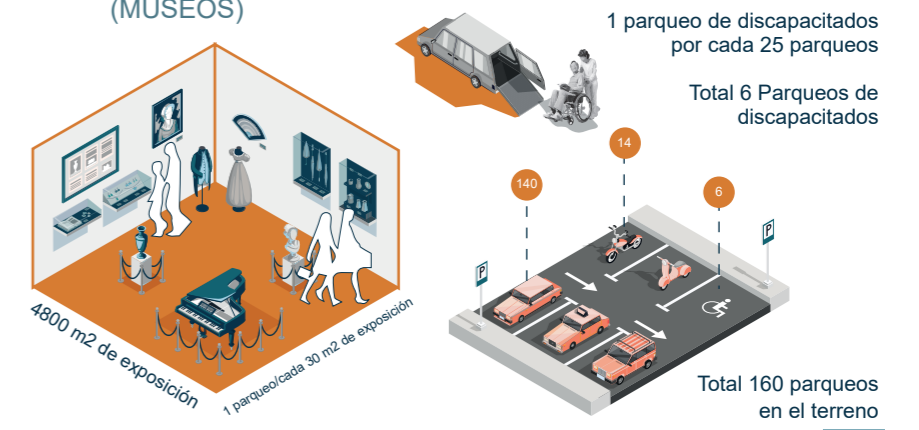 (MUSEOS)
4800 m2 de exposición
1 parqueo/cada 30 m2 de exposición
1 parqueo de discapacitados
por cada 25 parqueos
Total 6 Parqueos de
discapacitados
14
140
6
P
P
Total 160 parqueos
en el terreno